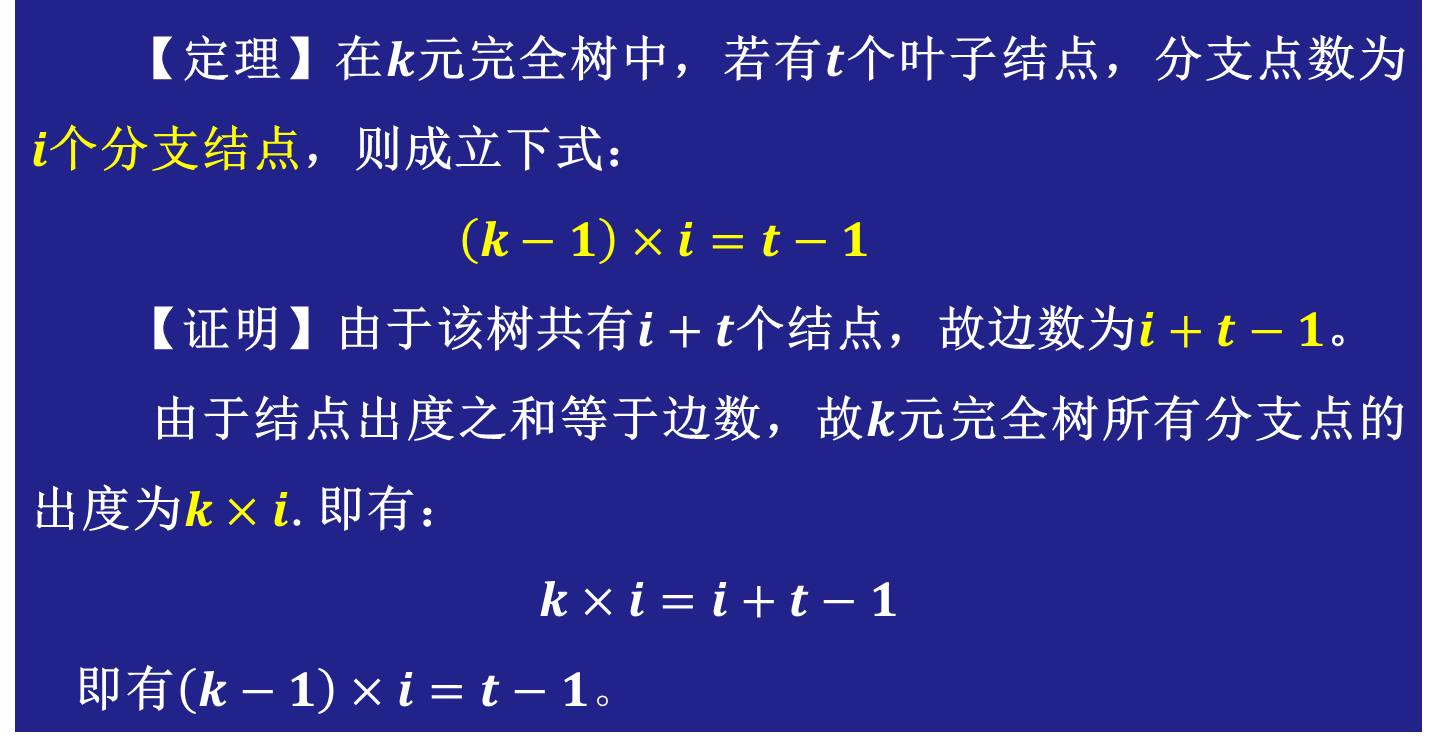 【定理】在k元完全树中，若有t个叶子结点，分支点数为
i个分支结点，则成立下式：
(k − 1) × i = t − 1
【证明】由于该树共有i + t个结点，故边数为i + t − 1。
由于结点出度之和等于边数，故k元完全树所有分支点的
出度为k × i. 即有：
k × i = i + t − 1
即有(k − 1) × i = t − 1。